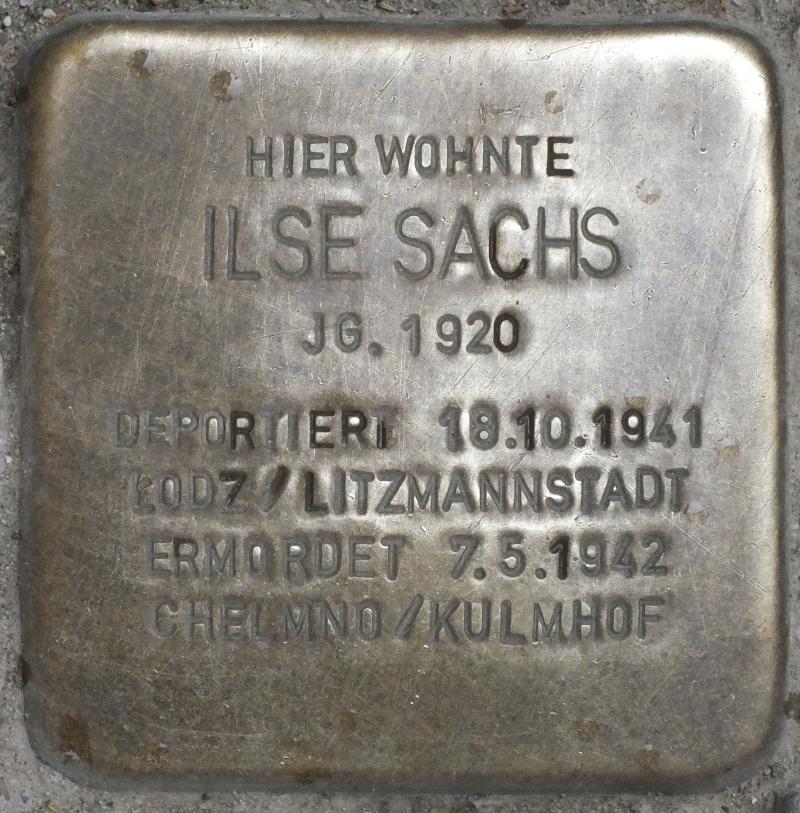 HIER WOHNTE
ILSE SACHS
JG. 1920
DEPORTIERT 18.10.1941
ŁODZ/LITZMANNSTADT
ERMORDET 7.5.1942
CHELMNO/KULMHOF